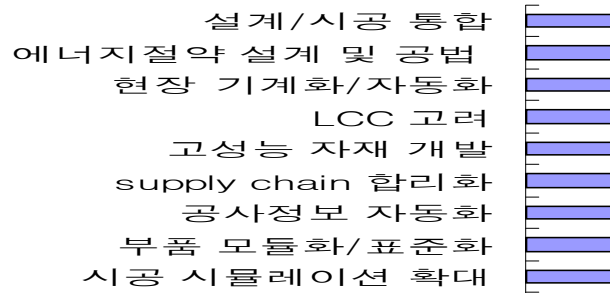 설계/시공 통합
에너지절약 설계 및 공법
현장 기계화/자동화
LCC 고려
고성능 자재 개발
supply chain 합리화
공사정보 자동화
부품 모듈화/표준화
시공 시뮬레이션 확대